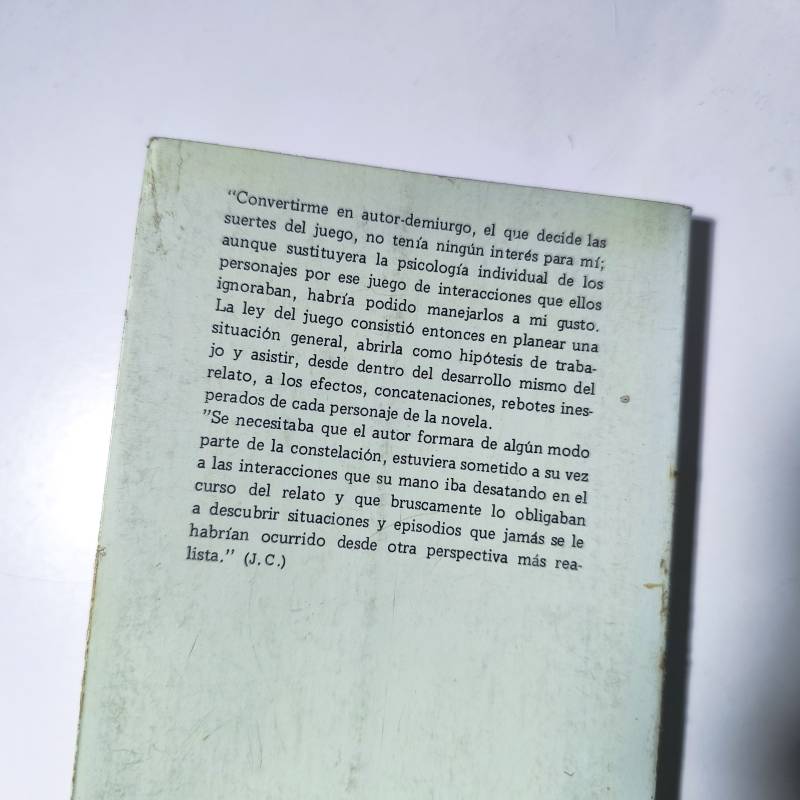 “Convertirme en autor-demiurgo, el que decide las
suertes del juego, no tenía ningún interés para mí;
aunque sustituyera la psicología individual de los
personajes por ese juego de interacciones que ellos
ignoraban, habría podido manejarlos a mi gusto.
La ley del juego consistió entonces en planear una
situación general, abrirla como hipótesis de traba-
jo y asistir, desde dentro del desarrollo mismo del
relato, a los efectos, concatenaciones, rebotes ines-
perados de cada personaje de la novela.
”Se necesitaba que el autor formara de algún modo
parte de la constelación, estuviera sometido a su vez
a las interacciones que su mano iba desatando en el
curso del relato y que bruscamente lo obligaban
a descubrir situaciones y episodios que jamás se le
habrían ocurrido desde otra perspectiva más rea-
lista.” (J.C.)